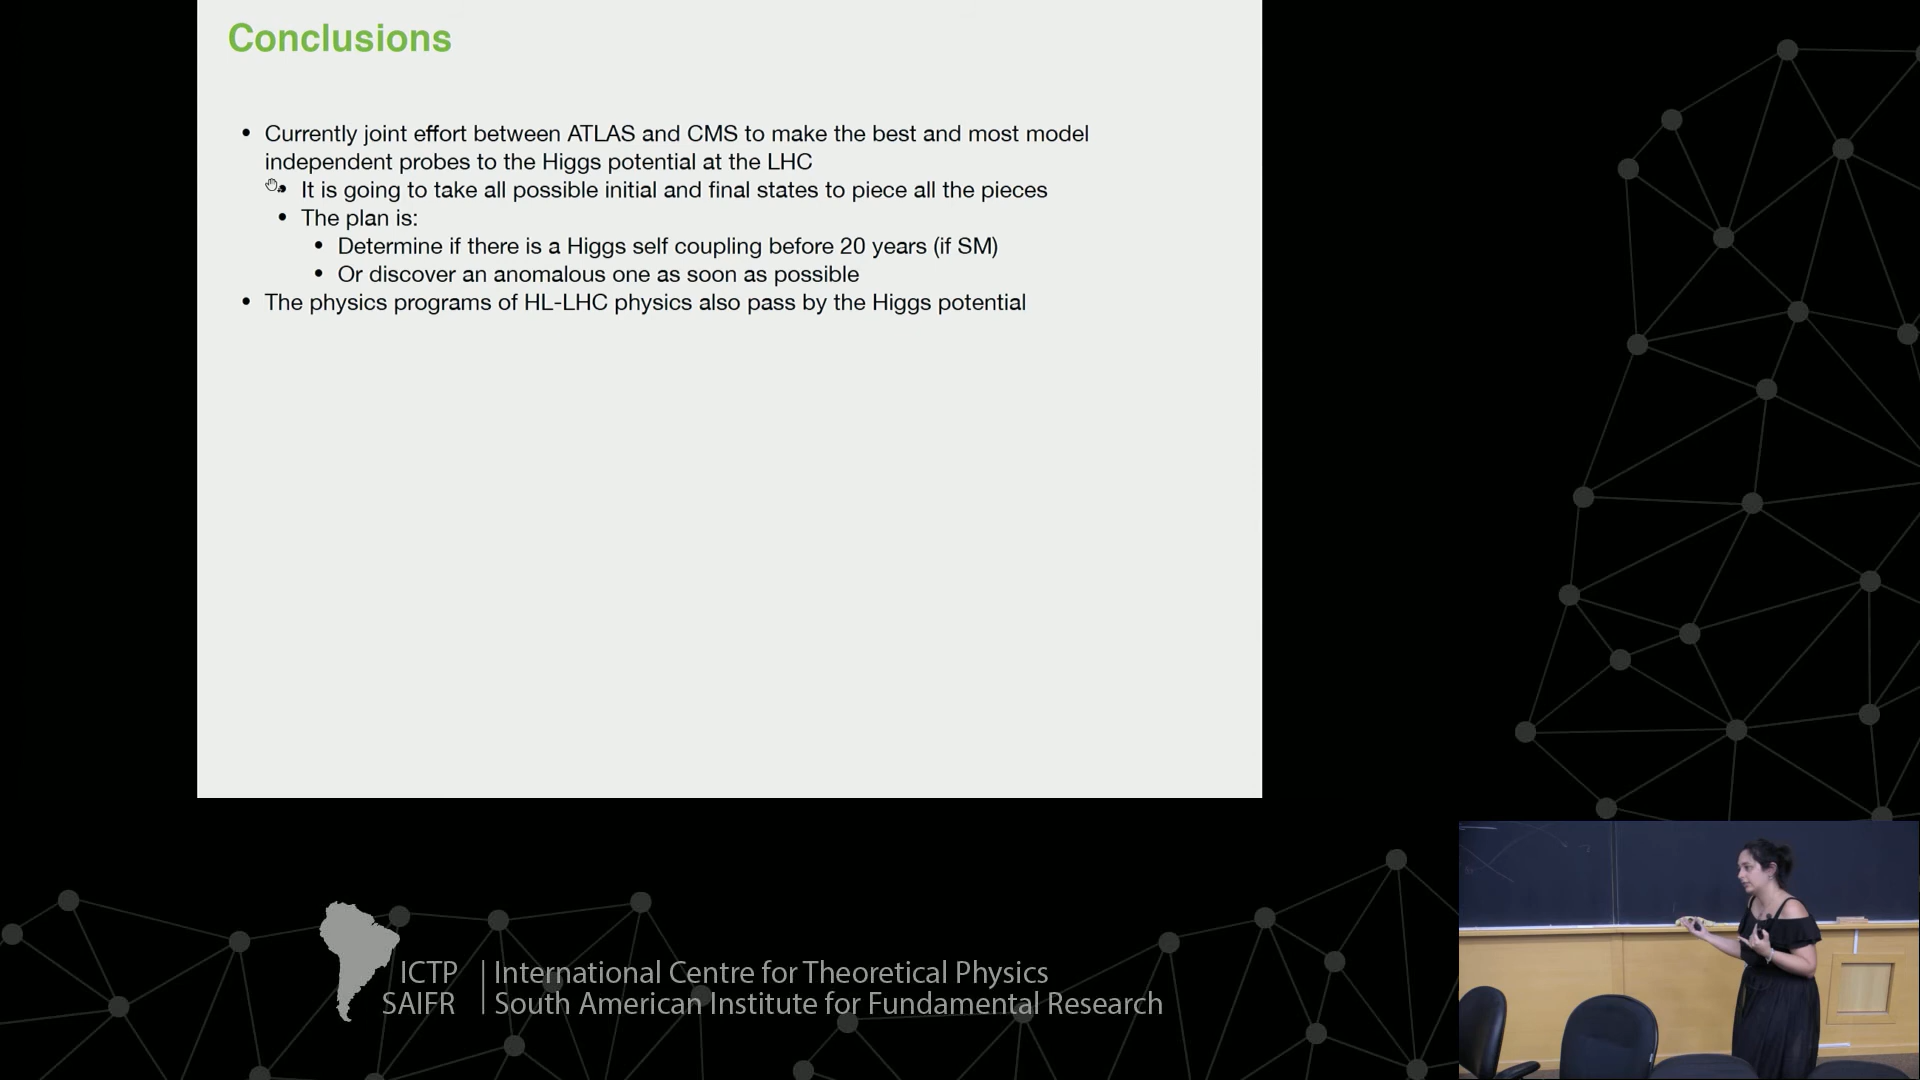 Conclusions
• Currently joint effort between ATLAS and CMS to make the best and most model
independent probes to the Higgs potential at the LHC
• It is going to take all possible initial and final states to piece all the pieces
• The plan is:
• Determine if there is a Higgs self coupling before 20 years (if SM)
• Or discover an anomalous one as soon as possible
• The physics programs of HL-LHC physics also pass by the Higgs potential
ICTP | International Centre for Theoretical Physics
SAIFR | South American Institute for Fundamental Research